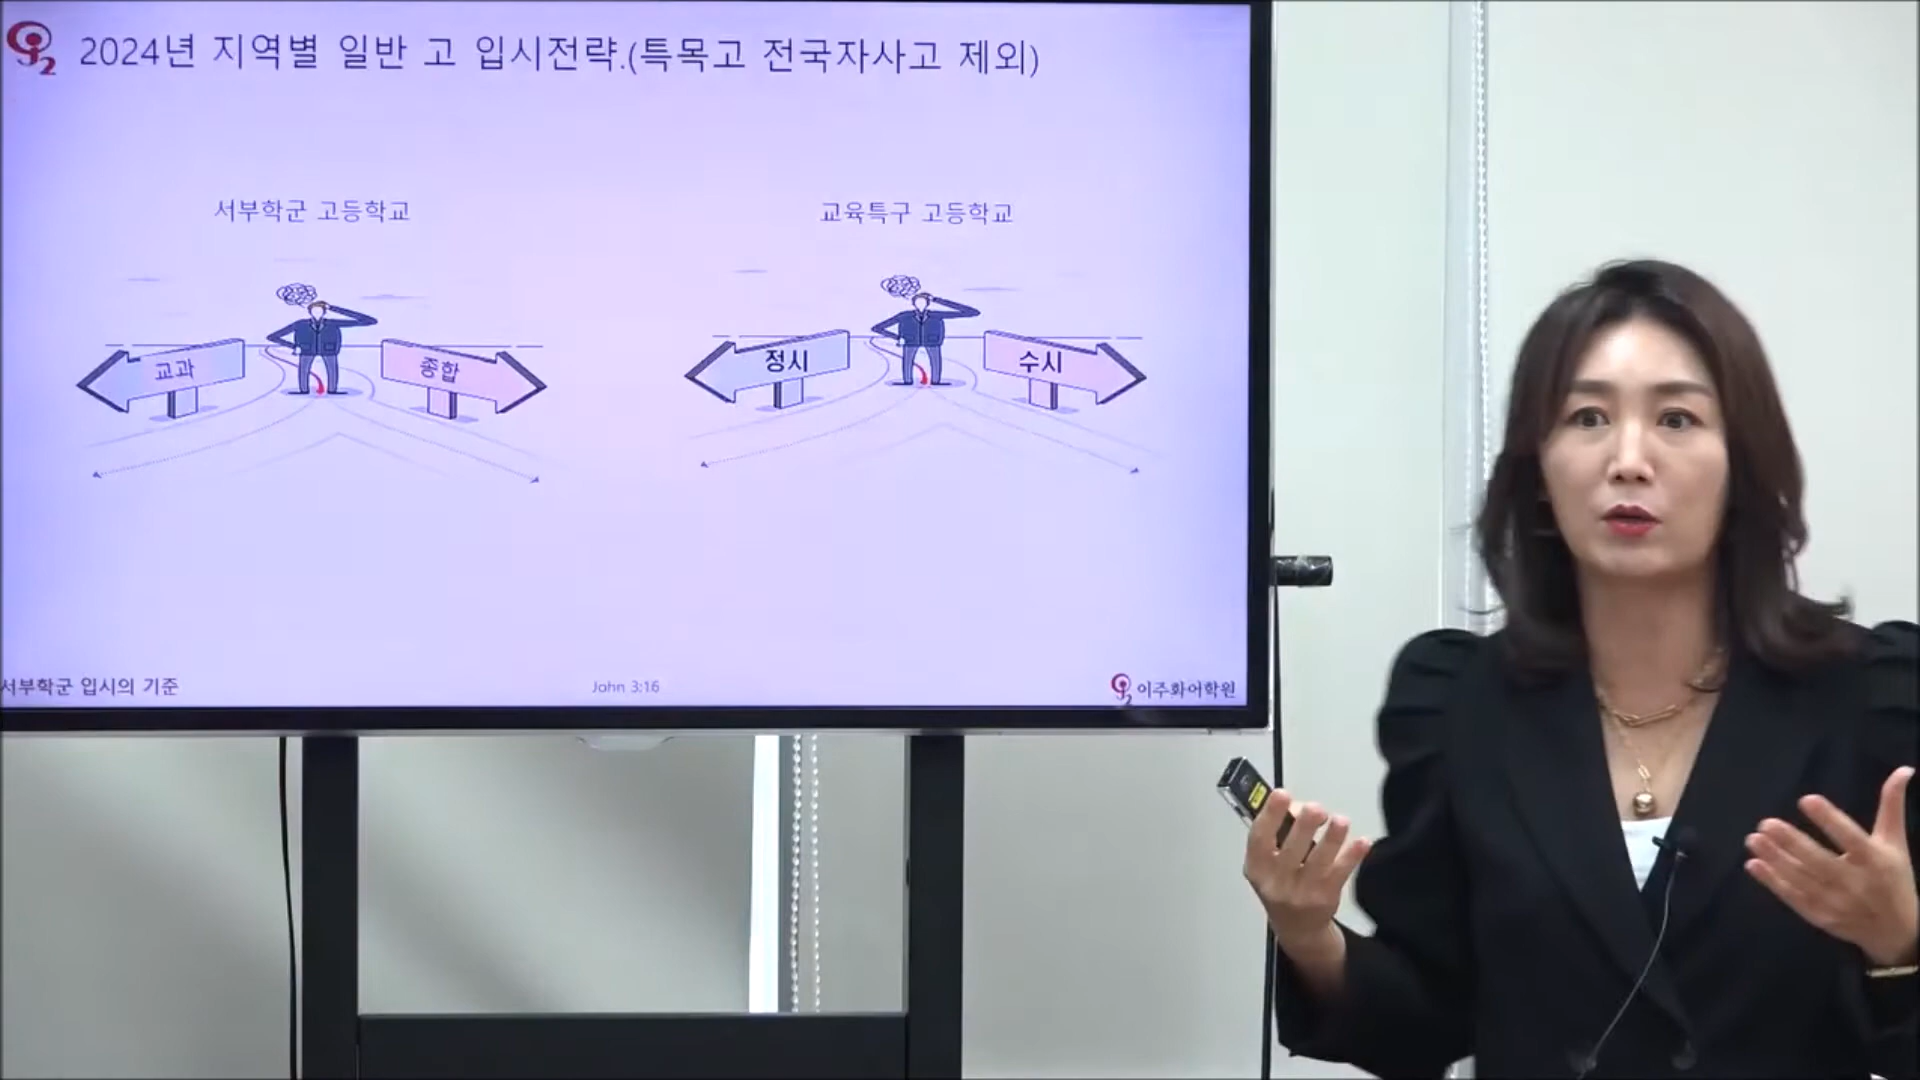 2024년 지역별 일반 고 입시전략.(특목고 전국자사고 제외)
서부학군 고등학교
교육특구 고등학교
교과
종합
정시
수시
서부학군 입시의 기준
John 3:16
이주화어학원